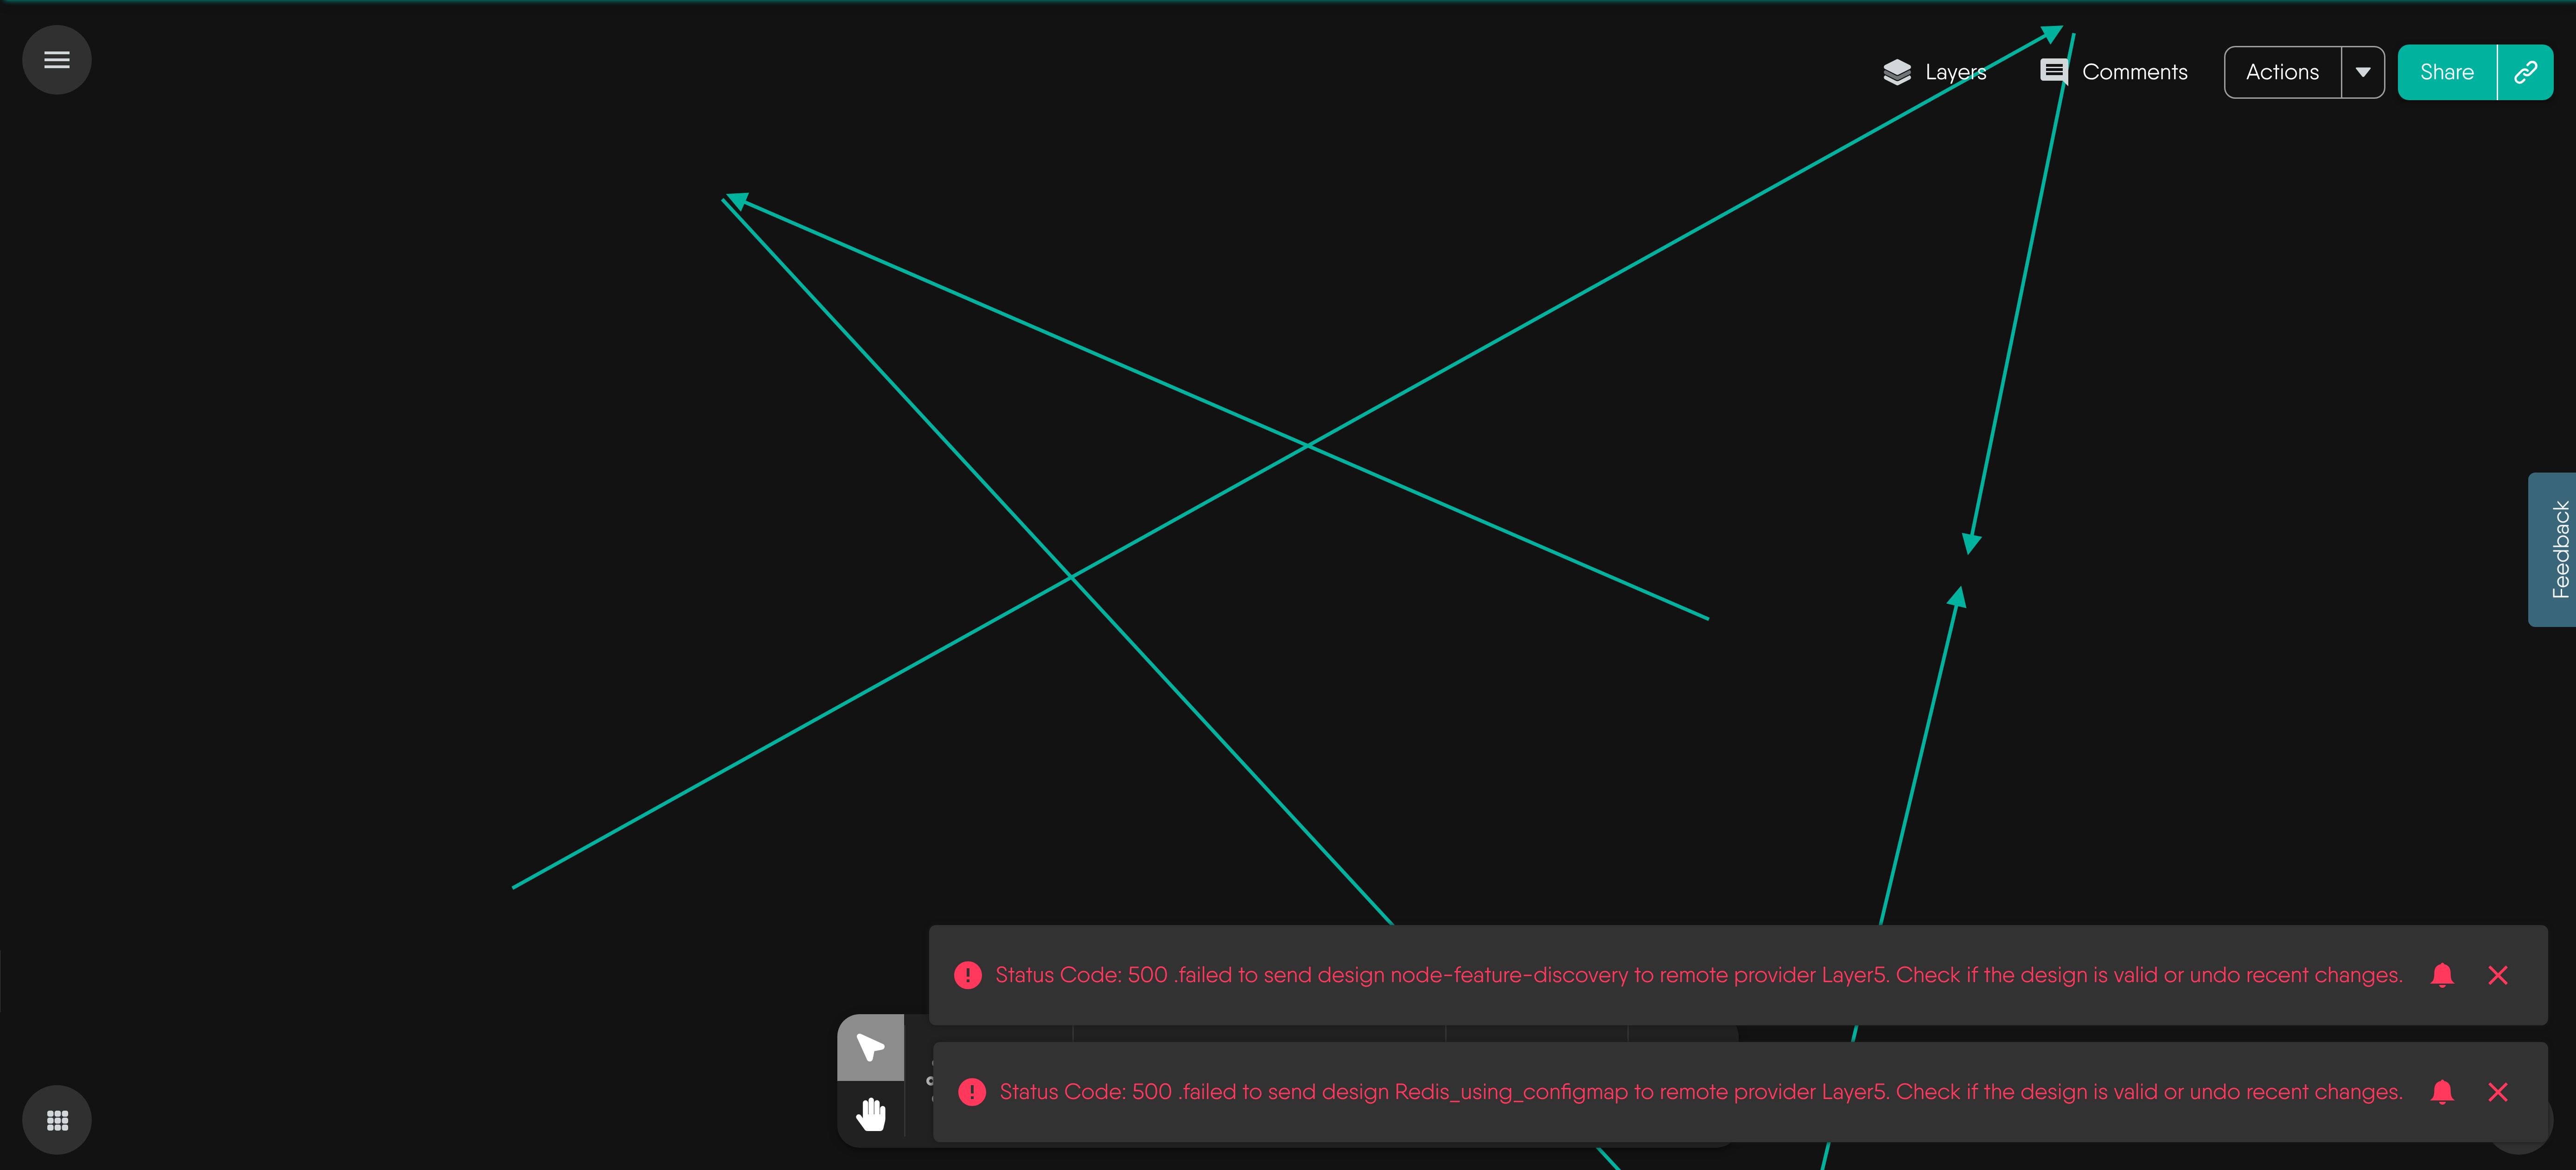 Layers
Comments
Actions
Share
Feedback
Status Code: 500 .failed to send design node-feature-discovery to remote provider Layer5. Check if the design is valid or undo recent changes.
Status Code: 500 .failed to send design Redis_using_configmap to remote provider Layer5. Check if the design is valid or undo recent changes.